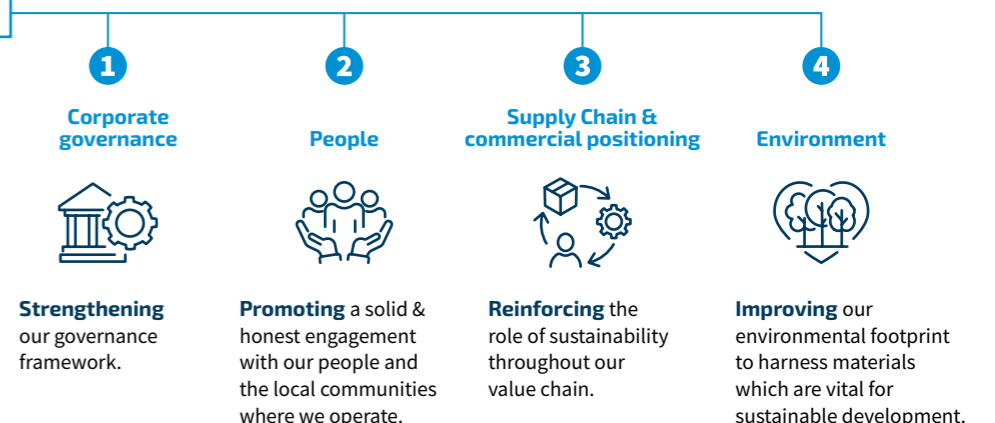 1
Corporate
governance
Strengthening
our governance
framework.
2
People
Promoting a solid &
honest engagement
with our people and
the local communities
where we operate.
3
Supply Chain &
commercial positioning
Reinforcing the
role of sustainability
throughout our
value chain.
4
Environment
Improving our
environmental footprint
to harness materials
which are vital for
sustainable development.